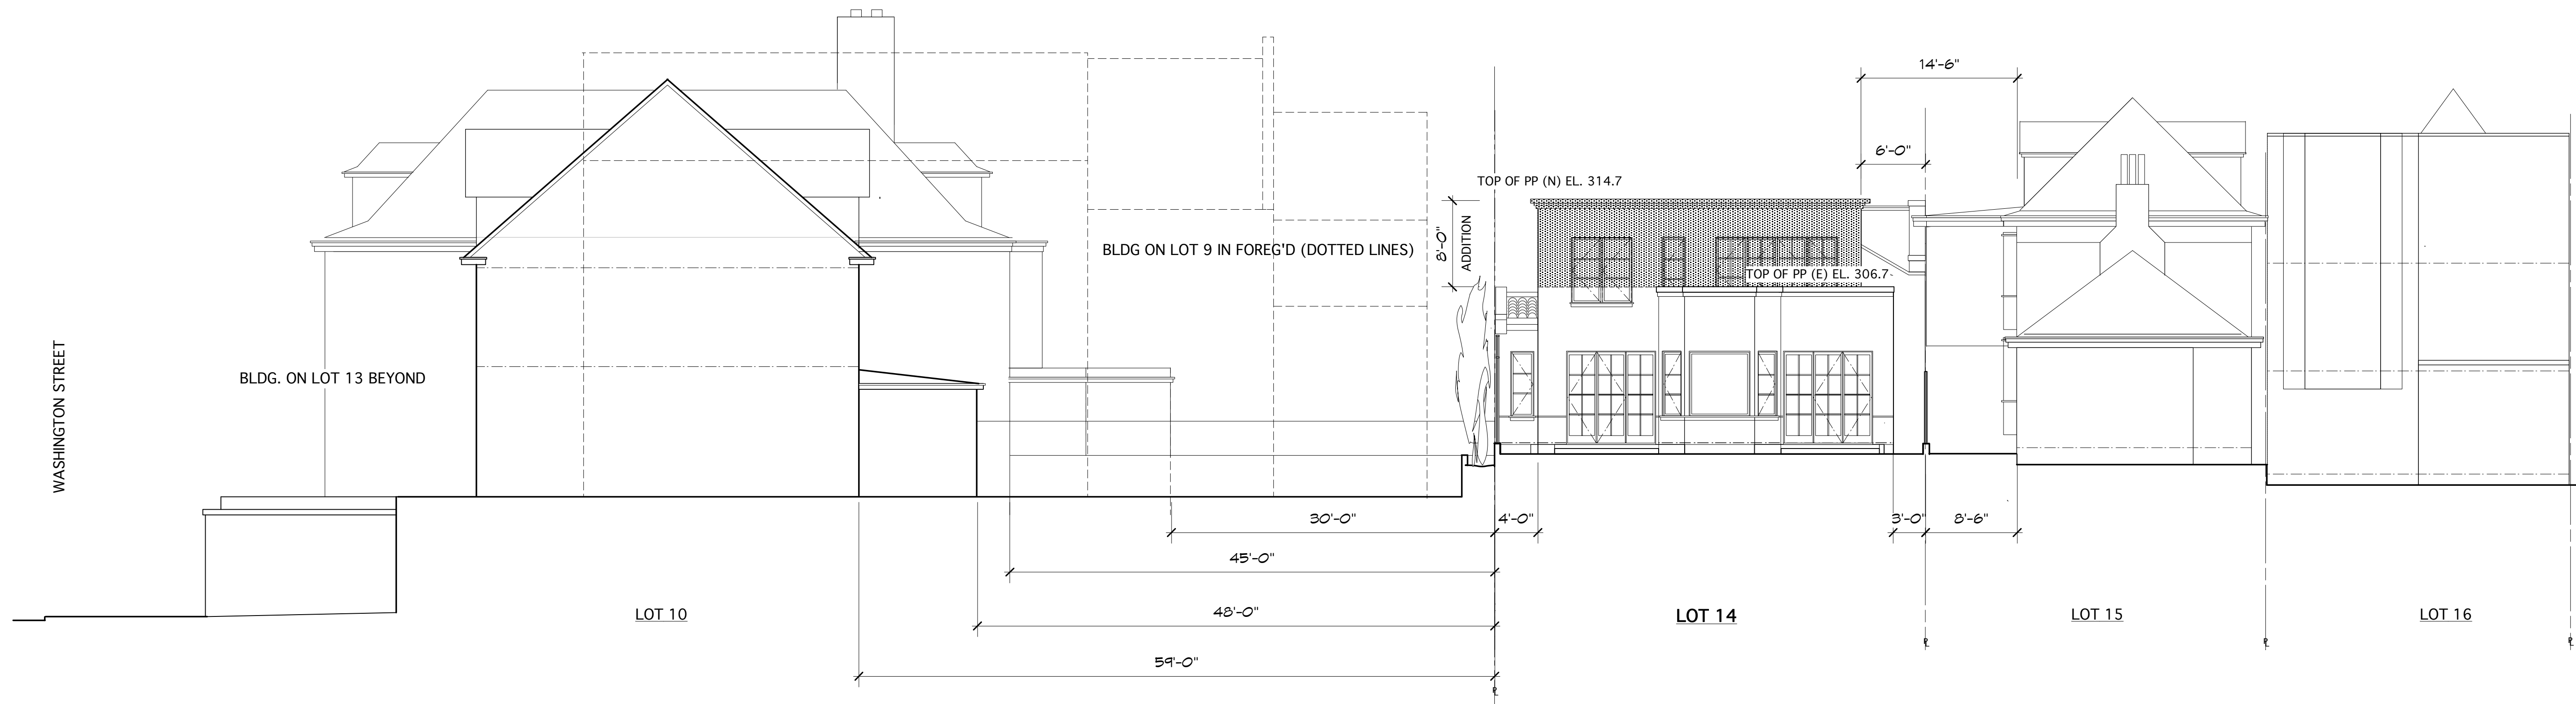 14'-6"
6'-0"
TOP OF PP (N) EL. 314.7
8'-0"
ADDITION
BLDG ON LOT 9 IN FOREG'D (DOTTED LINES)
TOP OF PP (E) EL. 306.7
WASHINGTON STREET
BLDG. ON LOT 13 BEYOND
30'-0"
4'-0"
3'-0"
8'-6"
45'-0"
48'-0"
LOT 10
LOT 14
LOT 15
LOT 16
59'-0"
℄
℄
℄
℄